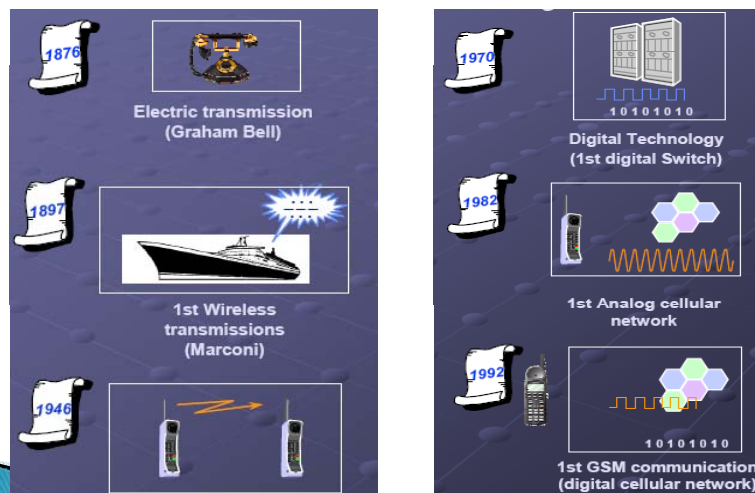 1876
Electric transmission
(Graham Bell)
1897
1st Wireless
transmissions
(Marconi)
1946
1970
10101010
Digital Technology
(1st digital Switch)
1982
1st Analog cellular
network
1992
10101010
1st GSM communication
(digital cellular network)